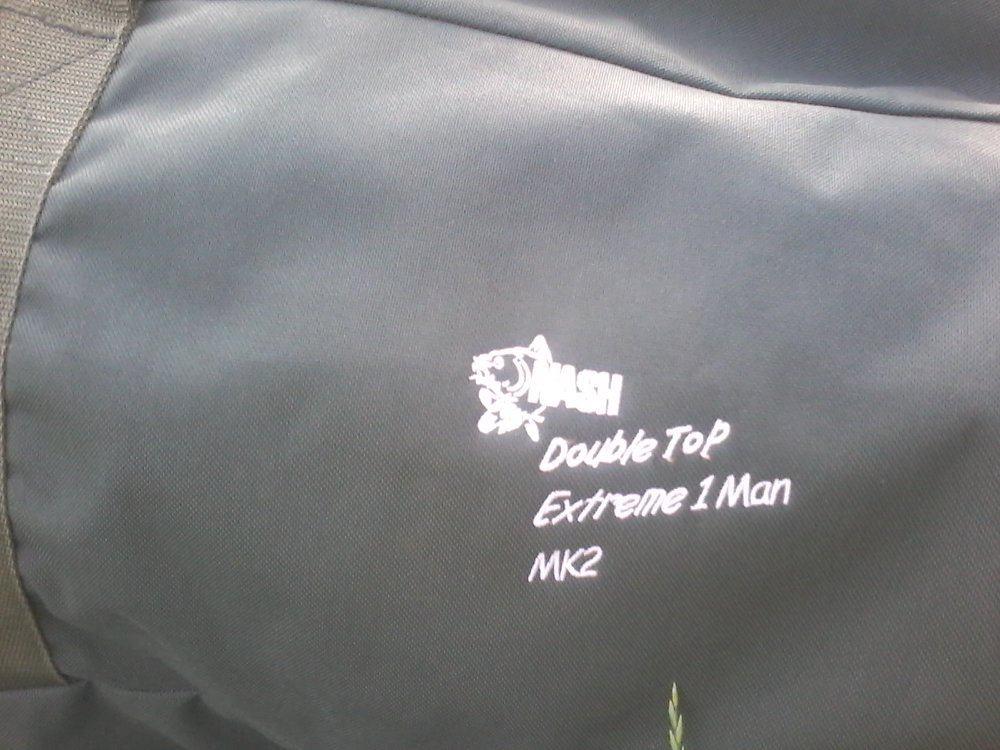 NASH
Double Top
Extreme 1 Man
MK2